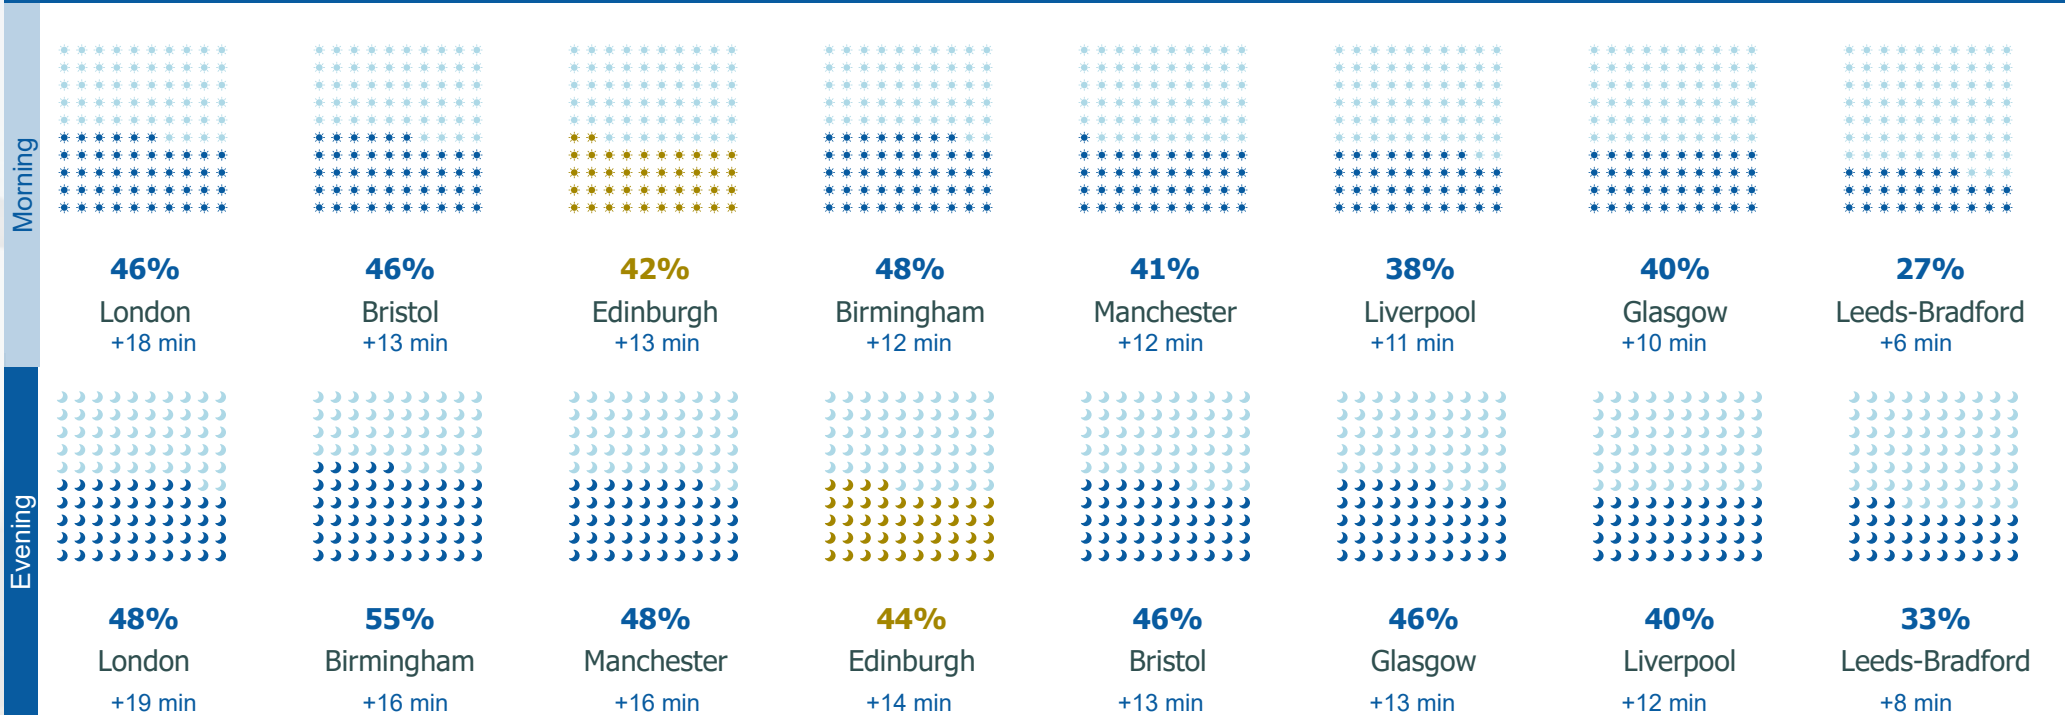 Morning
46% 46% 42% 48% 41% 38% 40% 27%
London Bristol Edinburgh Birmingham Manchester Liverpool Glasgow Leeds-Bradford
+18 min +13 min +13 min +12 min +12 min +11 min +10 min +6 min
Evening
48% 55% 48% 44% 46% 46% 40% 33%
London Birmingham Manchester Edinburgh Bristol Glasgow Liverpool Leeds-Bradford
+19 min +16 min +16 min +14 min +13 min +13 min +12 min +8 min